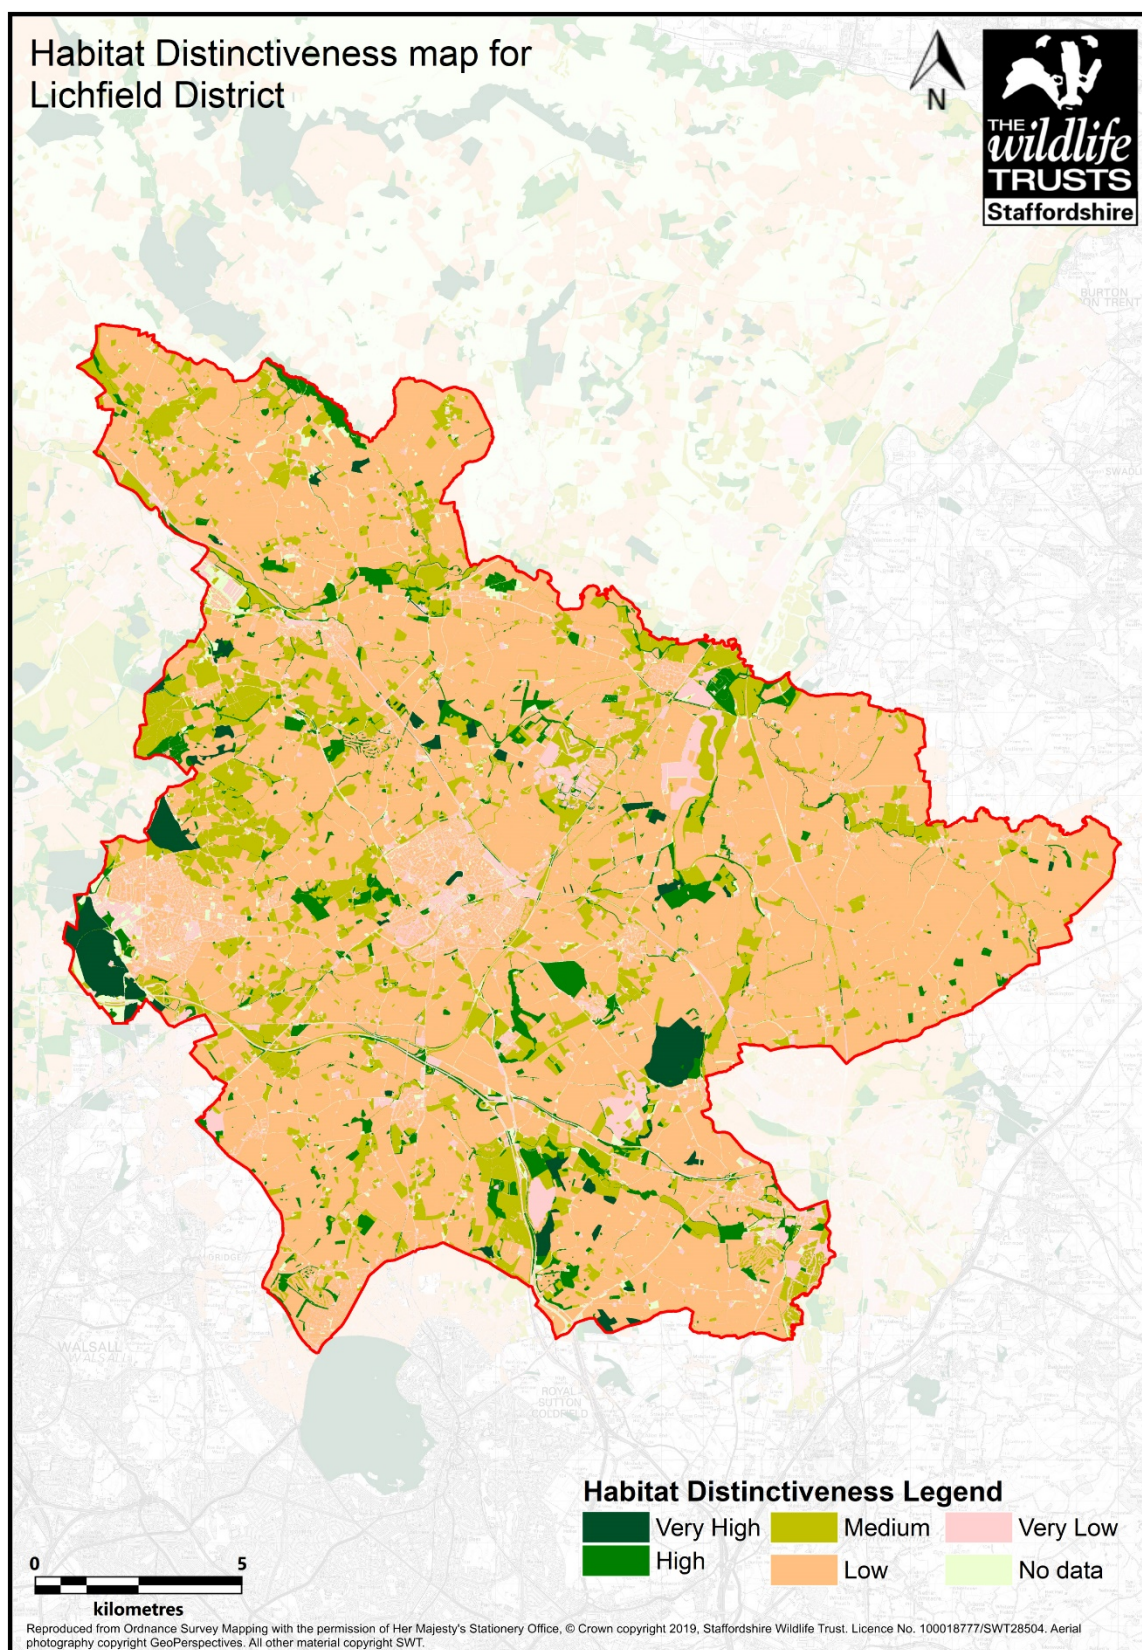 Habitat Distinctiveness map for
Lichfield District
N
THE
wildlife
TRUSTS
Staffordshire
BURTON
ON TRENT
WALSALL
ROYAL
SUTTON
COLDFIELD
Habitat Distinctiveness Legend
Very High
Medium
Very Low
High
Low
No data
0 5
kilometres
Reproduced from Ordnance Survey Mapping with the permission of Her Majesty's Stationery Office, © Crown copyright 2019, Staffordshire Wildlife Trust. Licence No. 100018777/SWT28504. Aerial
photography copyright GeoPerspectives. All other material copyright SWT.